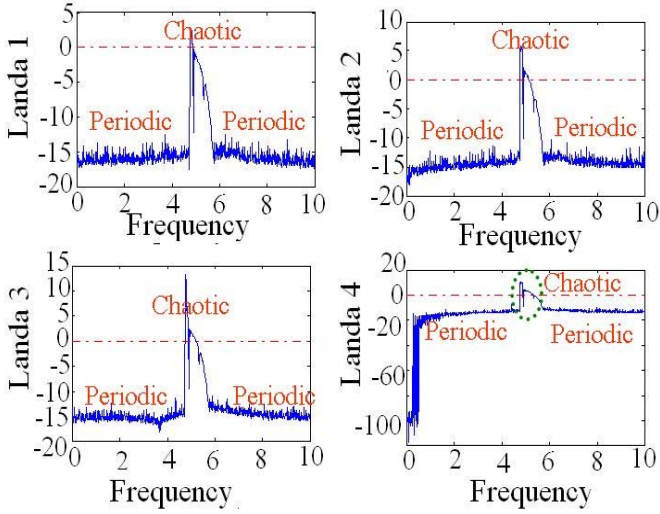 5
Chaotic
0
-5
Landa 1
Periodic Periodic
-10
-15
-20
0 2 4 6 8 10
Frequency
10
Chaotic
5
0
-5
Landa 2
Periodic Periodic
-10
-15
-20
0 2 4 6 8 10
Frequency
15
10
Chaotic
5
0
-5
Landa 3
-10
Periodic Periodic
-15
-20
0 2 4 6 8 10
Frequency
20
Chaotic
0
-20
Periodic Periodic
Landa 4
-60
-80
-100
0 2 4 6 8 10
Frequency